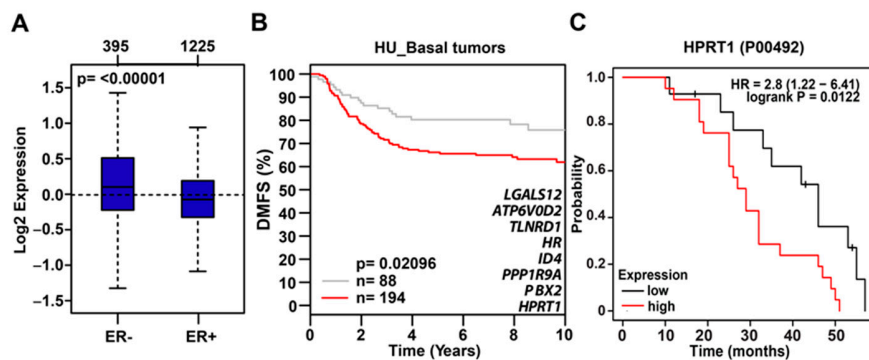 A
395 1225
p= <0.00001
Log2 Expression
1.5
1.0
0.5
0.0
−0.5
−1.0
−1.5
ER-
ER+
B
HU_Basal tumors
DMFS (%)
100
90
80
70
60
50
40
30
20
10
0
LGALS12
ATP6V0D2
TLNRD1
HR
ID4
PPP1R9A
PBX2
HPRT1
p= 0.02096
n= 88
n= 194
0 2 4 6 8 10
Time (Years)
C
HPRT1 (P00492)
HR = 2.8 (1.22 − 6.41)
logrank P = 0.0122
Probability
1.0
0.8
0.6
0.4
0.2
0.0
Expression
low
high
0 10 20 30 40 50
Time (months)